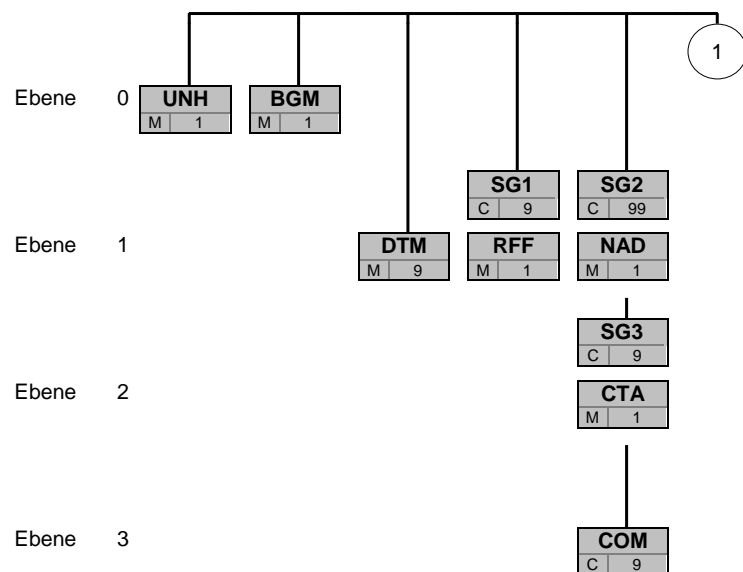 1
Ebene 0 UNH BGM
M 1 M 1
SG1 SG2
C 9 C 99
Ebene 1 DTM RFF NAD
M 9 M 1 M 1
SG3
C 9
Ebene 2 CTA
M 1
Ebene 3 COM
C 9